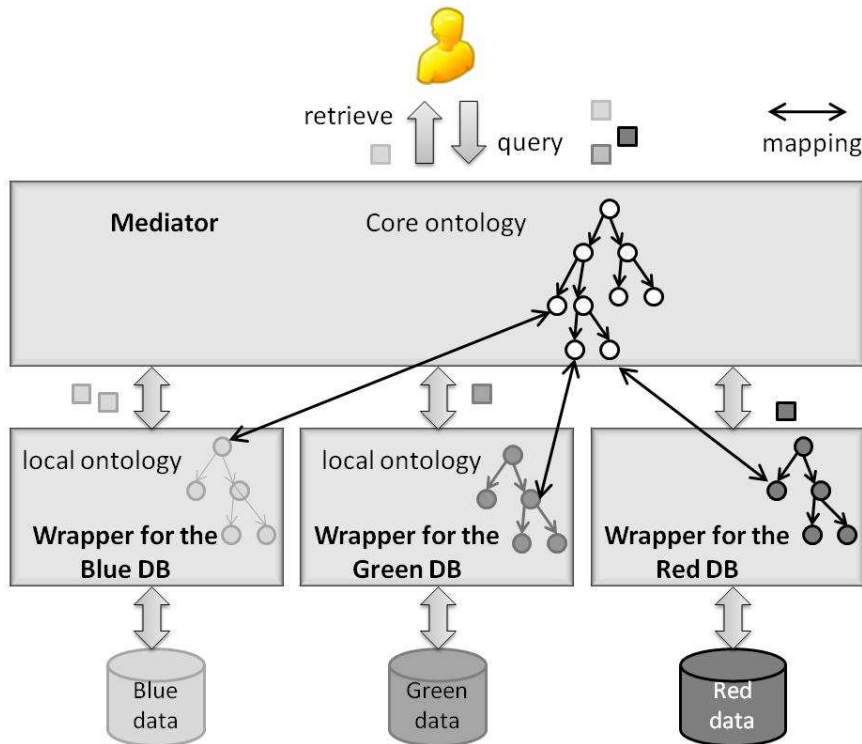 retrieve
query
mapping
Mediator
Core ontology
local ontology
Wrapper for the
Blue DB
local ontology
Wrapper for the
Green DB
Wrapper for the
Red DB
Blue
data
Green
data
Red
data